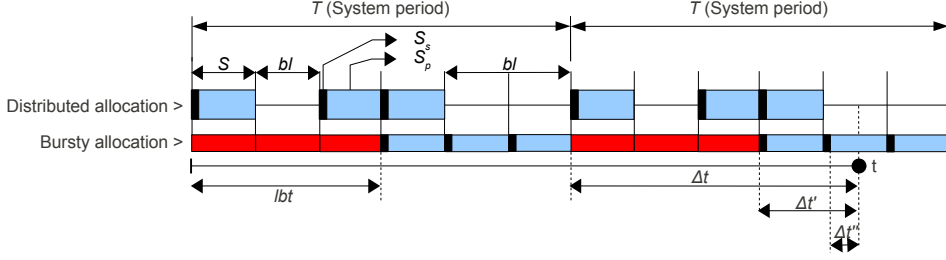 T (System period) T (System period)
S bl S_s bl
S_p
Distributed allocation >
Bursty allocation >
t
lbt Δt
Δt'
Δt"